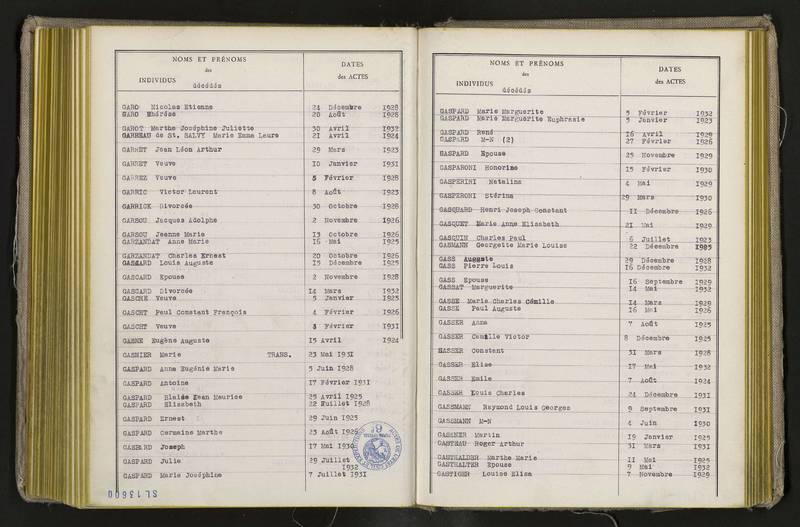 NOMS ET PRÉNOMS
des
INDIVIDUS
décédés
DATES
des ACTES
GARO Nicolas Etienne 24 Décembre 1928
GARO Thérèse 20 Août 1928
GAROT Marthe Joséphine Juliette 30 Avril 1932
GARREAU de St. SALVY Marie Emma Laure 21 Avril 1924
GARRET Jean Léon Arthur 29 Mars 1923
GARRET Veuve 10 Janvier 1931
GARREZ Veuve 5 Février 1928
GARRIC Victor Laurent 8 Août 1923
GARRICK Divorcée 30 Octobre 1928
GARSOU Jacques Adolphe 2 Novembre 1926
GARSOU Jeanne Marie 13 Octobre 1926
GARZANDAT Anne Marie 16 Mai 1925
GARZANDAT Charles Ernest 20 Octobre 1926
GASCARD Louis Auguste 15 Décembre 1925
GASCARD Epouse 2 Novembre 1928
GASCARD Divorcée 14 Mars 1932
GASCHE Veuve 5 Janvier 1923
GASCHT Paul Constant François 4 Février 1926
GASCHT Veuve 8 Février 1931
GASNE Eugène Auguste 15 Avril 1924
GASNIER Marie TRANS. 23 Mai 1931
GASPARD Anne Eugénie Marie 5 Juin 1928
GASPARD Antoine 17 Février 1931
GASPARD Blaise Jean Maurice 25 Avril 1925
GASPARD Elisabeth 22 Juillet 1928
GASPARD Ernest 29 Juin 1925
GASPARD Germaine Marthe 23 Août 1929
GASPARD Joseph 17 Mai 1930
GASPARD Julie 29 Juillet
1932
GASPARD Marie Joséphine 7 Juillet 1931
SL 13600
NOMS ET PRÉNOMS
des
INDIVIDUS
décédés
DATES
des ACTES
GASPARD Marie Marguerite 5 Février 1932
GASPARD Marie Marguerite Euphrasie 5 Janvier 1923
GASPARD René 16 Avril 1929
GASPARD M-N (2) 27 Février 1926
GASPARD Epouse 25 Novembre 1929
GASPARONI Honorine 15 Février 1930
GASPERINI Natalina 4 Mai 1929
GASPERONI Stérina 29 Mars 1930
GASQUARD Henri Joseph Constant 11 Décembre 1926
GASQUET Marie Anne Elisabeth 21 Mai 1929
GASQUIN Charles Paul 6 Juillet 1923
GASMANN Georgette Marie Louise 22 Décembre 1925
GASS Auguste 29 Décembre 1928
GASS Pierre Louis 16 Décembre 1932
GASS Epouse 16 Septembre 1929
GASSAT Marguerite 14 Mai 1932
GASSE Marie Charles Camille 14 Mars 1929
GASSE Paul Auguste 16 Mai 1926
GASSER Anna 7 Août 1925
GASSER Camille Victor 8 Décembre 1925
GASSER Constant 31 Mars 1928
GASSER Elise 17 Mai 1932
GASSER Emile 7 Août 1924
GASSER Louis Charles 24 Décembre 1931
GASSMANN Raymond Louis Georges 9 Septembre 1931
GASSMANN M-N 4 Juin 1930
GASSNER Martin 19 Janvier 1925
GASTEAU Roger Arthur 31 Mars 1931
GASTHALDER Marthe Marie 11 Mai 1925
GASTHALTER Epouse 9 Mai 1932
GASTIGER Louise Elisa 7 Novembre 1929